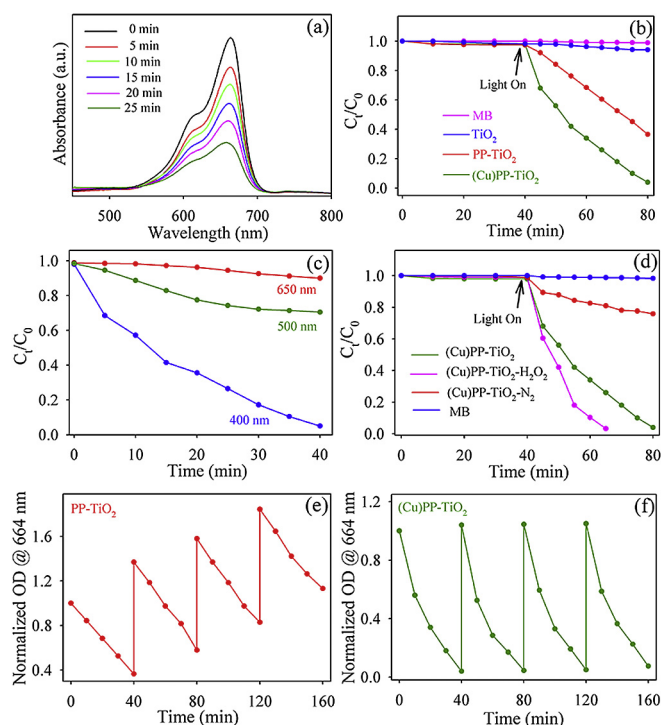 (a)
0 min
5 min
10 min
15 min
20 min
25 min
Absorbance (a.u.)
500 600 700 800
Wavelength (nm)
(b)
1.0
0.8
0.6
0.4
0.2
0.0
Light On
MB
TiO₂
PP-TiO₂
(Cu)PP-TiO₂
Cₜ/C₀
0 20 40 60 80
Time (min)
(c)
1.0
0.8
0.6
0.4
0.2
0.0
650 nm
500 nm
400 nm
Cₜ/C₀
0 10 20 30 40
Time (min)
(d)
1.0
0.8
0.6
0.4
0.2
0.0
Light On
(Cu)PP-TiO₂
(Cu)PP-TiO₂-H₂O₂
(Cu)PP-TiO₂-N₂
MB
Cₜ/C₀
0 20 40 60 80
Time (min)
PP-TiO₂ (e)
1.6
1.2
0.8
0.4
Normalized OD @ 664 nm
0 40 80 120 160
Time (min)
(Cu)PP-TiO₂ (f)
1.2
0.8
0.4
0.0
Normalized OD @ 664 nm
0 40 80 120 160
Time (min)